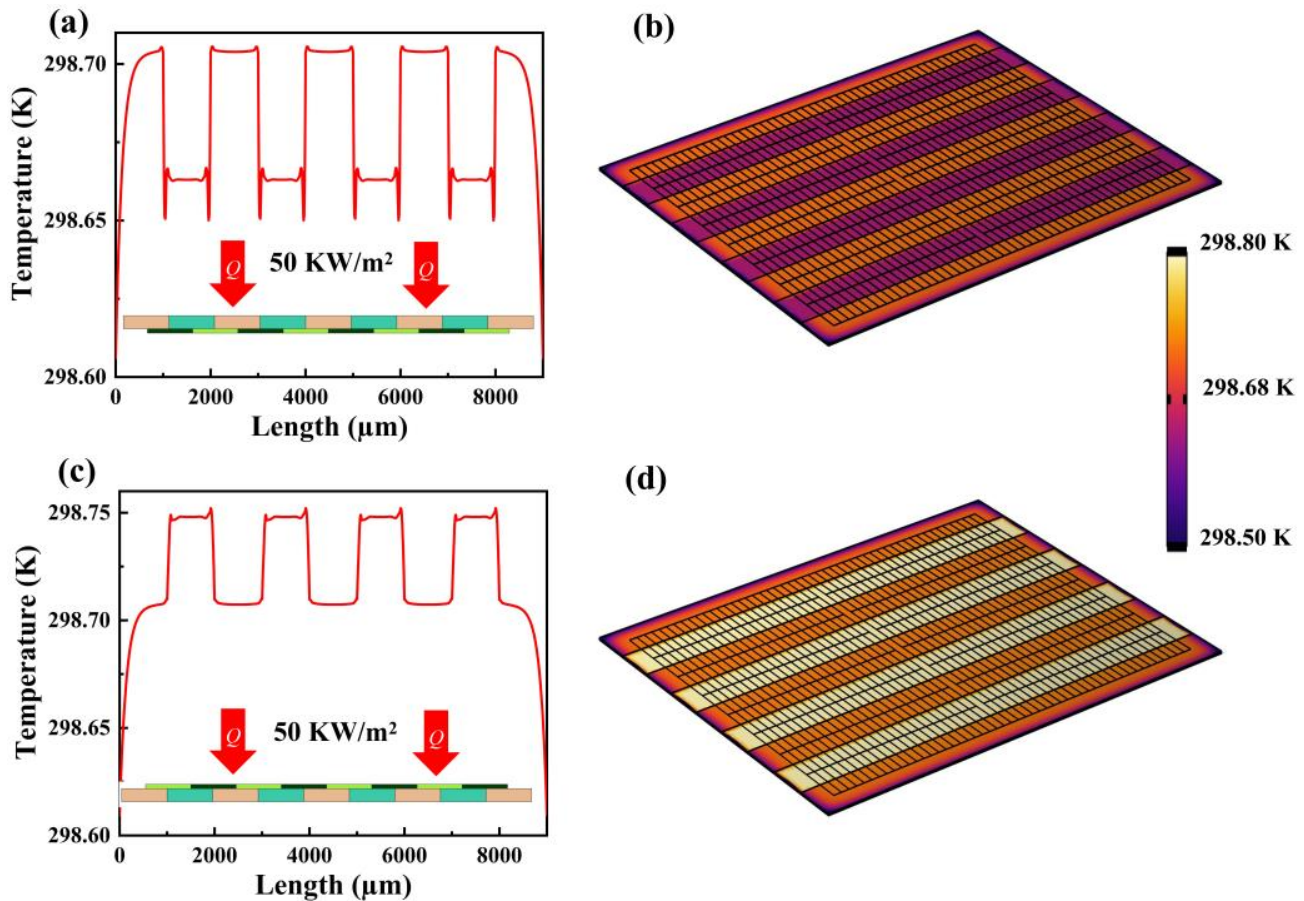 (a)
Temperature (K)
298.70
298.65
298.60
Q 50 KW/m² Q
0 2000 4000 6000 8000
Length (µm)
(b)
298.80 K
298.68 K
298.50 K
(c)
Temperature (K)
298.75
298.70
298.65
298.60
Q 50 KW/m² Q
0 2000 4000 6000 8000
Length (µm)
(d)